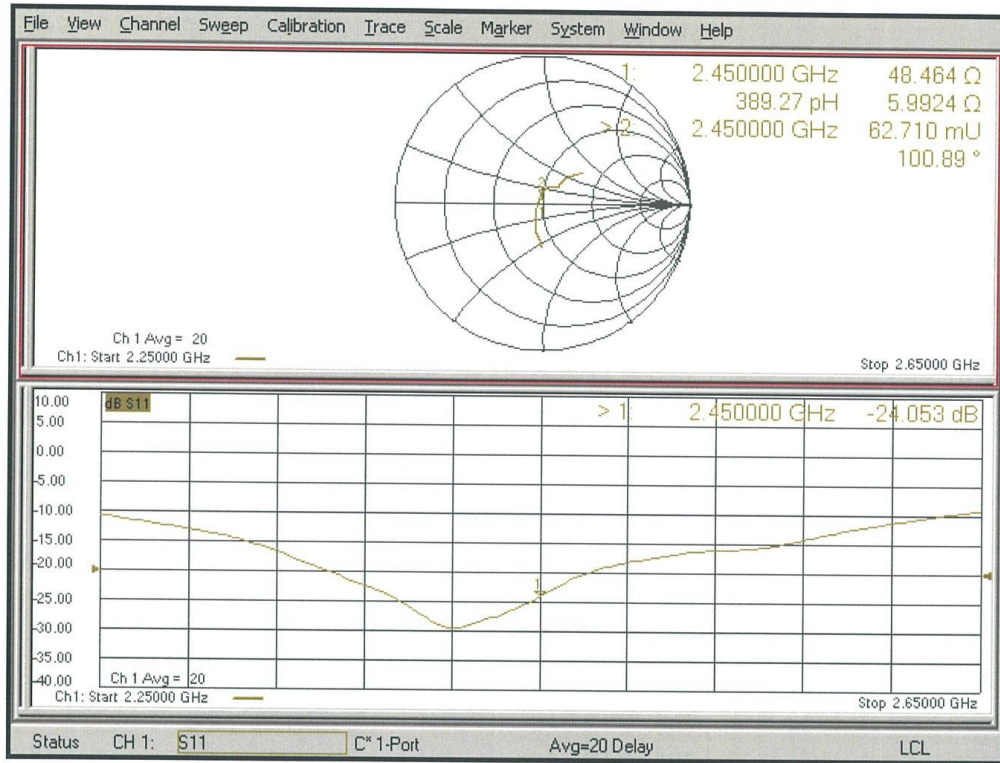 File View Channel Sweep Calibration Trace Scale Marker System Window Help
1: 2.450000 GHz 48.464 Ω
389.27 pH 5.9924 Ω
> 2: 2.450000 GHz 62.710 mU
100.89 °
2
1
Ch 1 Avg = 20
Ch1: Start 2.25000 GHz
Stop 2.65000 GHz
10.00
dB S11
> 1: 2.450000 GHz -24.053 dB
5.00
0.00
-5.00
-10.00
-15.00
-20.00
-25.00
1
-30.00
-35.00
-40.00
Ch 1 Avg = 20
Ch1: Start 2.25000 GHz
Stop 2.65000 GHz
Status CH 1: S11 C* 1-Port Avg=20 Delay LCL